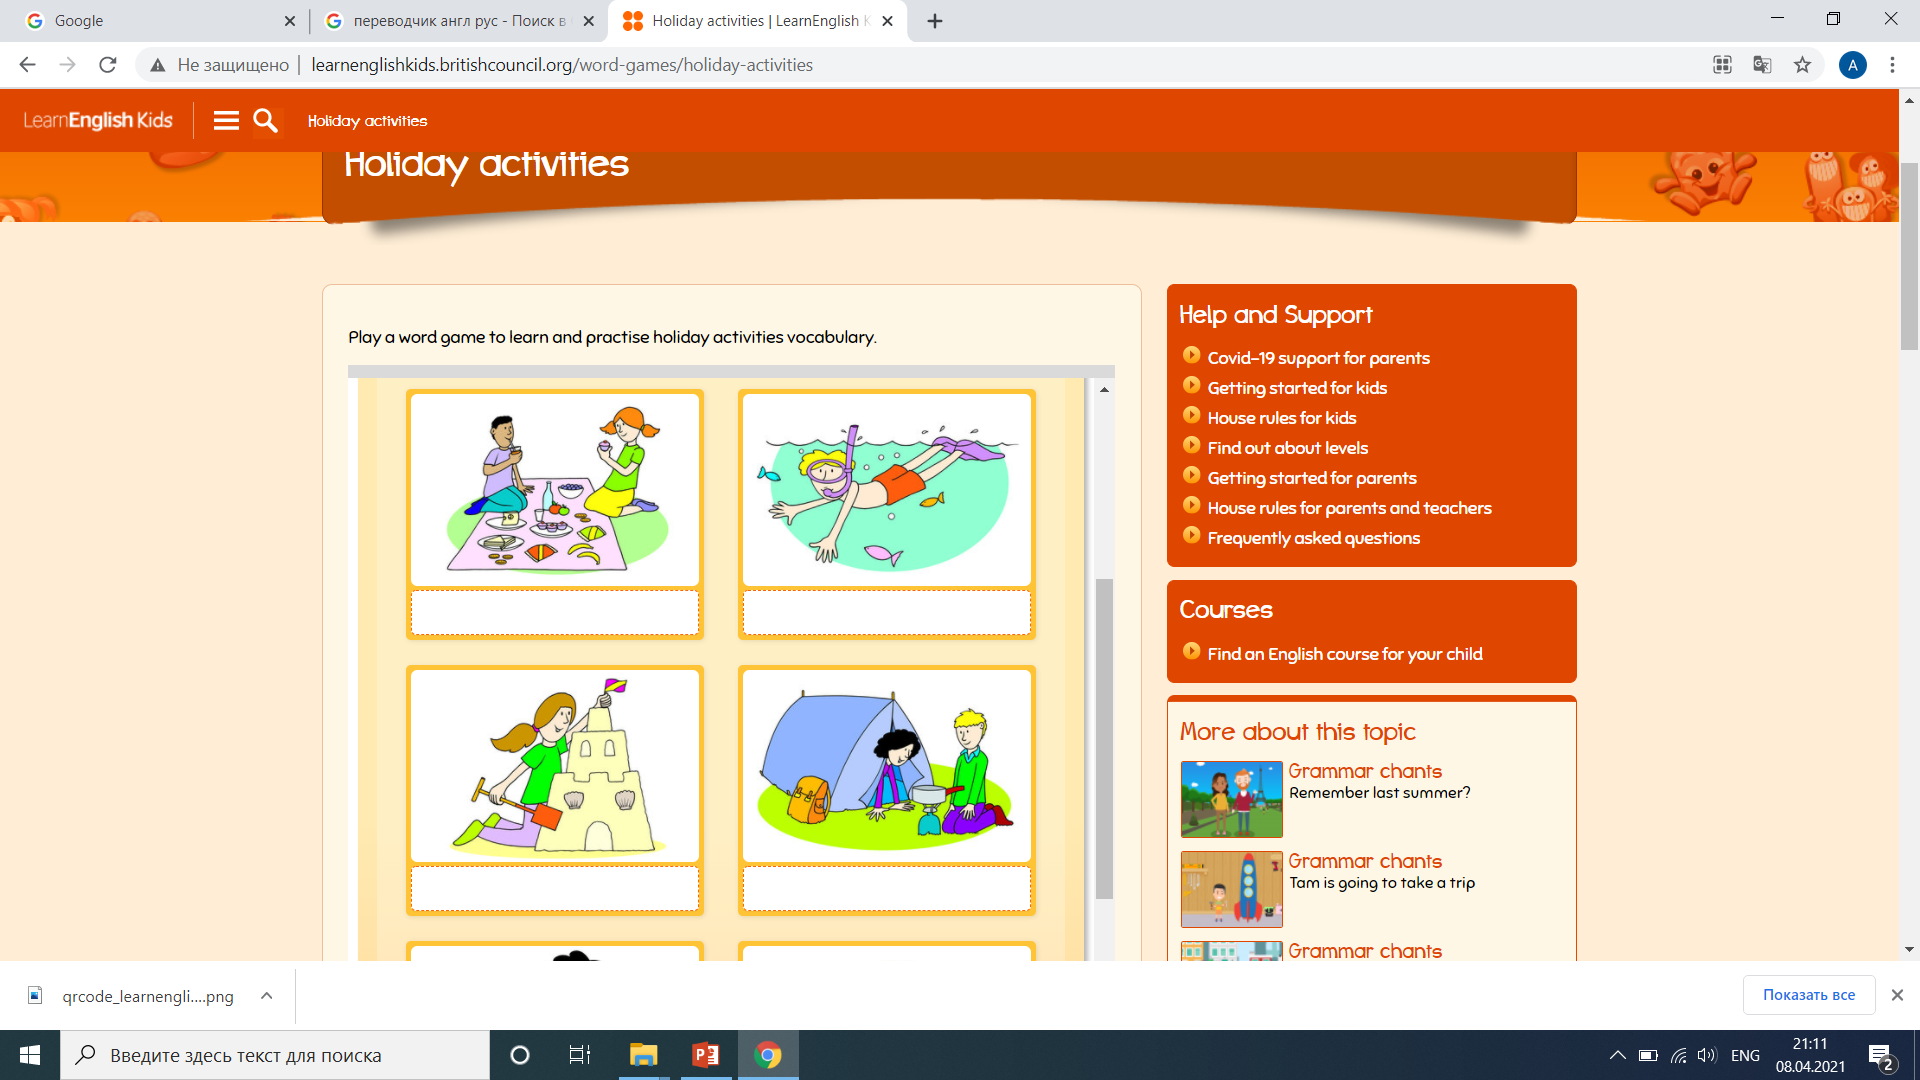 Google
переводчик англ рус - Поиск в
Holiday activities | LearnEnglish K
Не защищено
learnenglishkids.britishcouncil.org/word-games/holiday-activities
A
LearnEnglish Kids
Holiday activities
Holiday activities
Play a word game to learn and practise holiday activities vocabulary.
Help and Support
Covid-19 support for parents
Getting started for kids
House rules for kids
Find out about levels
Getting started for parents
House rules for parents and teachers
Frequently asked questions
Courses
Find an English course for your child
More about this topic
Grammar chants
Remember last summer?
Grammar chants
Tam is going to take a trip
Grammar chants
qrcode_learnengli....png
Показать все
Введите здесь текст для поиска
ENG
21:11
08.04.2021
2